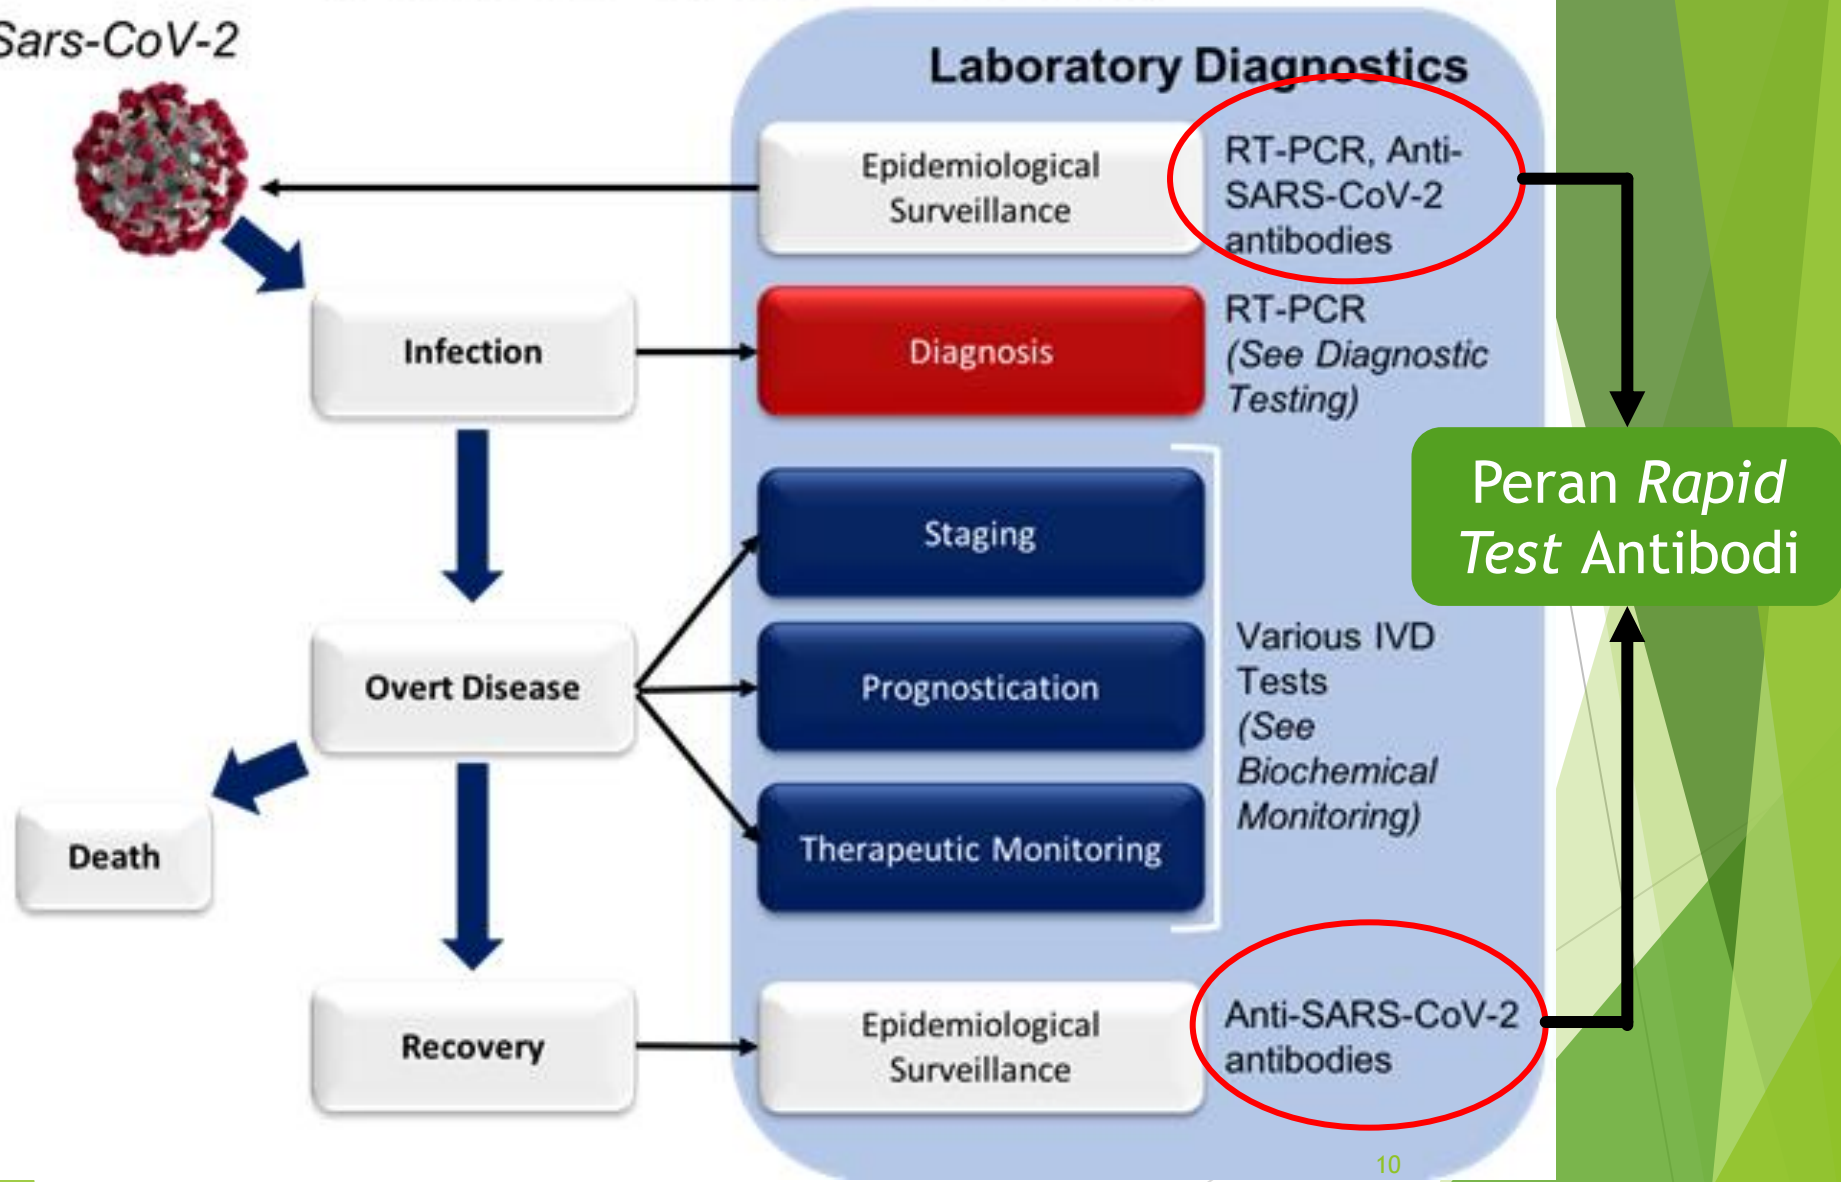 Sars-CoV-2
Laboratory Diagnostics
Epidemiological
Surveillance
RT-PCR, Anti-
SARS-CoV-2
antibodies
Infection
Diagnosis
RT-PCR
(See Diagnostic
Testing)
Peran Rapid
Test Antibodi
Staging
Overt Disease
Prognostication
Various IVD
Tests
(See
Biochemical
Monitoring)
Therapeutic Monitoring
Death
Recovery
Epidemiological
Surveillance
Anti-SARS-CoV-2
antibodies
10